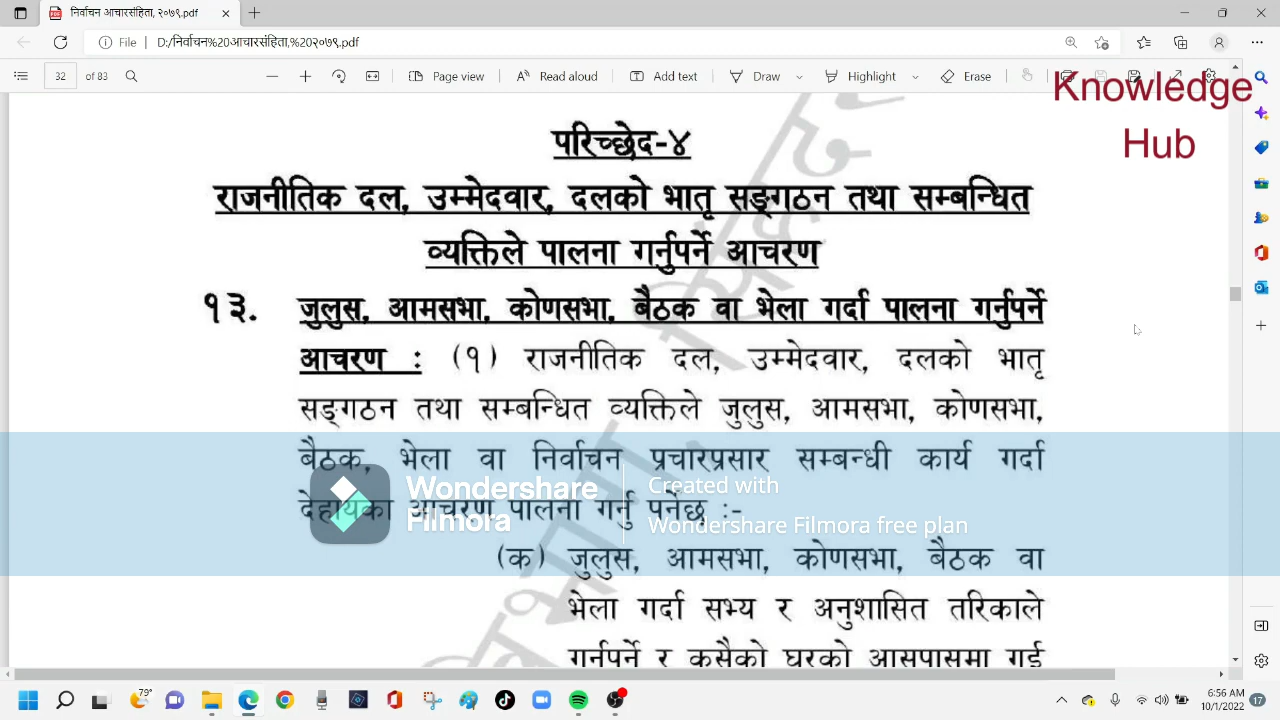 निर्वाचन आचारसंहिता, २०७९.pdf
File D:/निर्वाचन%20आचारसंहिता,%20२०७९.pdf
32 of 83 Page view Read aloud Add text Draw Highlight Erase
Knowledge
Hub
परिच्छेद-४
राजनीतिक दल, उम्मेदवार, दलको भातृ सङ्गठन तथा सम्बन्धित
व्यक्तिले पालना गर्नुपर्ने आचरण
१३. जुलुस, आमसभा, कोणसभा, बैठक वा भेला गर्दा पालना गर्नुपर्ने
आचरण : (१) राजनीतिक दल, उम्मेदवार, दलको भातृ
सङ्गठन तथा सम्बन्धित व्यक्तिले जुलुस, आमसभा, कोणसभा,
बैठक, भेला वा निर्वाचन प्रचारप्रसार सम्बन्धी कार्य गर्दा
देहायका आचरण पालना गर्नु पर्नेछ :-
Wondershare
Filmora
Created with
Wondershare Filmora free plan
(क) जुलुस, आमसभा, कोणसभा, बैठक वा
भेला गर्दा सभ्य र अनुशासित तरिकाले
गर्नुपर्ने र कसैको घरको आसपासमा गई
79°
6:56 AM
10/1/2022
17